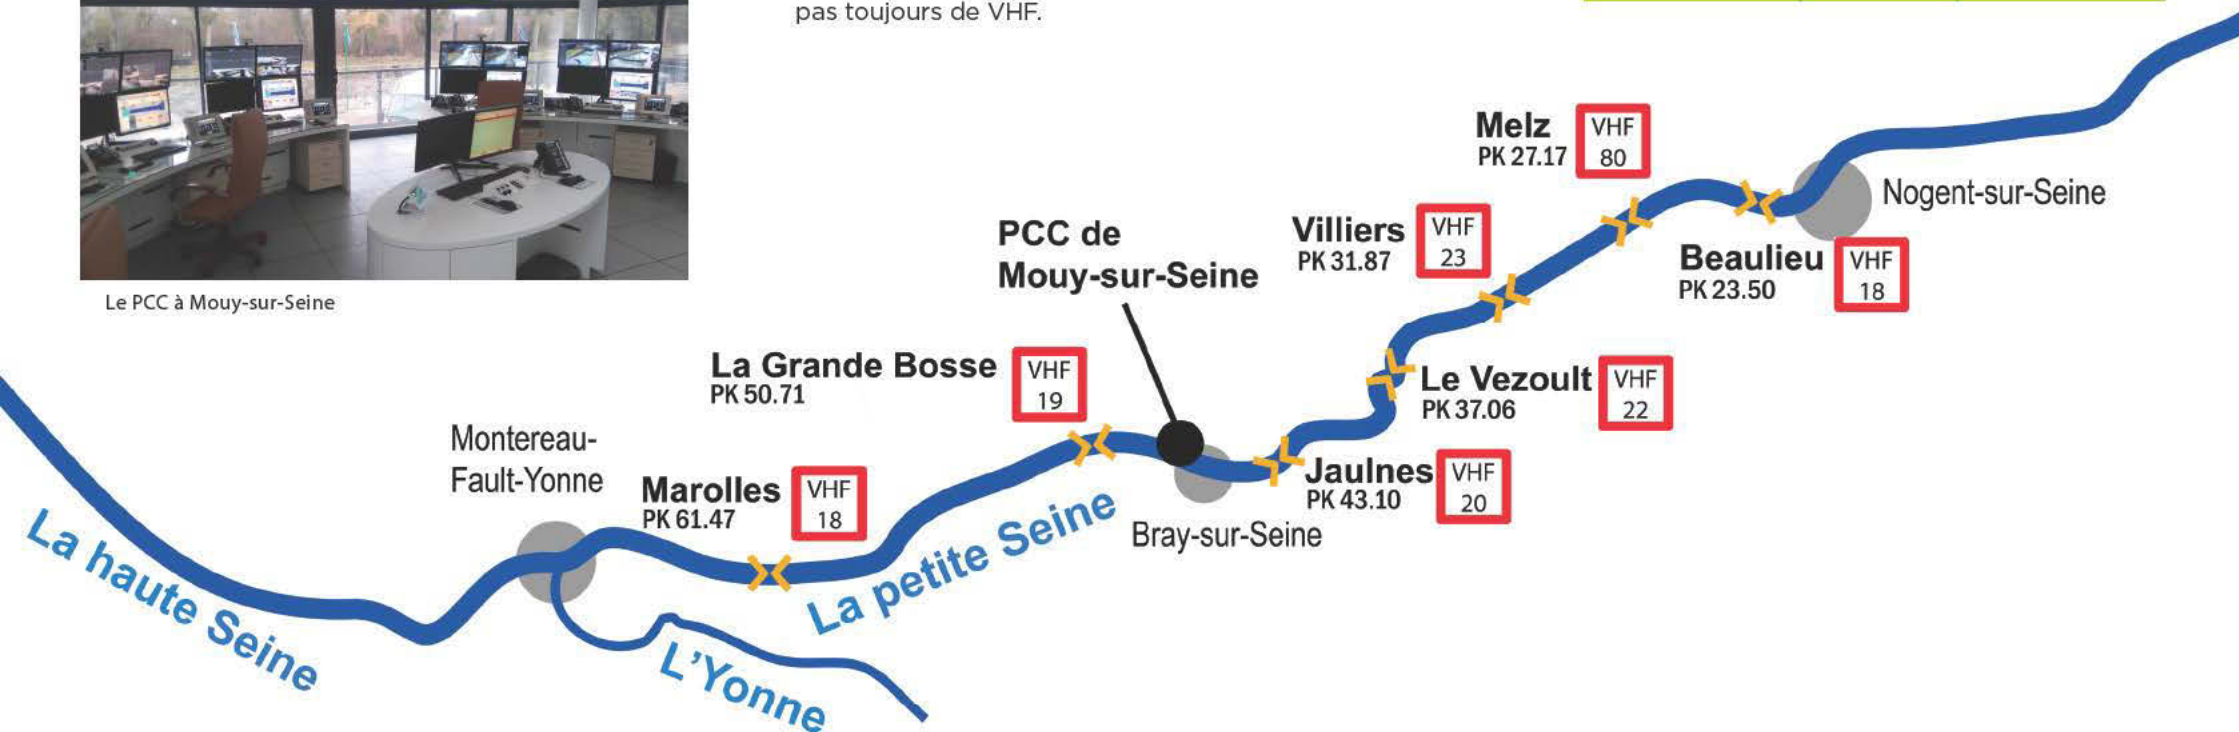 pas toujours de VHF.
Le PCC à Mouy-sur-Seine
Melz
PK 27.17
VHF
80
Nogent-sur-Seine
PCC de
Mouy-sur-Seine
Villiers
PK 31.87
VHF
23
Beaulieu
PK 23.50
VHF
18
La Grande Bosse
PK 50.71
VHF
19
Le Vezoult
PK 37.06
VHF
22
Montereau-
Fault-Yonne
Marolles
PK 61.47
VHF
18
Jaulnes
PK 43.10
VHF
20
Bray-sur-Seine
La haute Seine
La petite Seine
L'Yonne